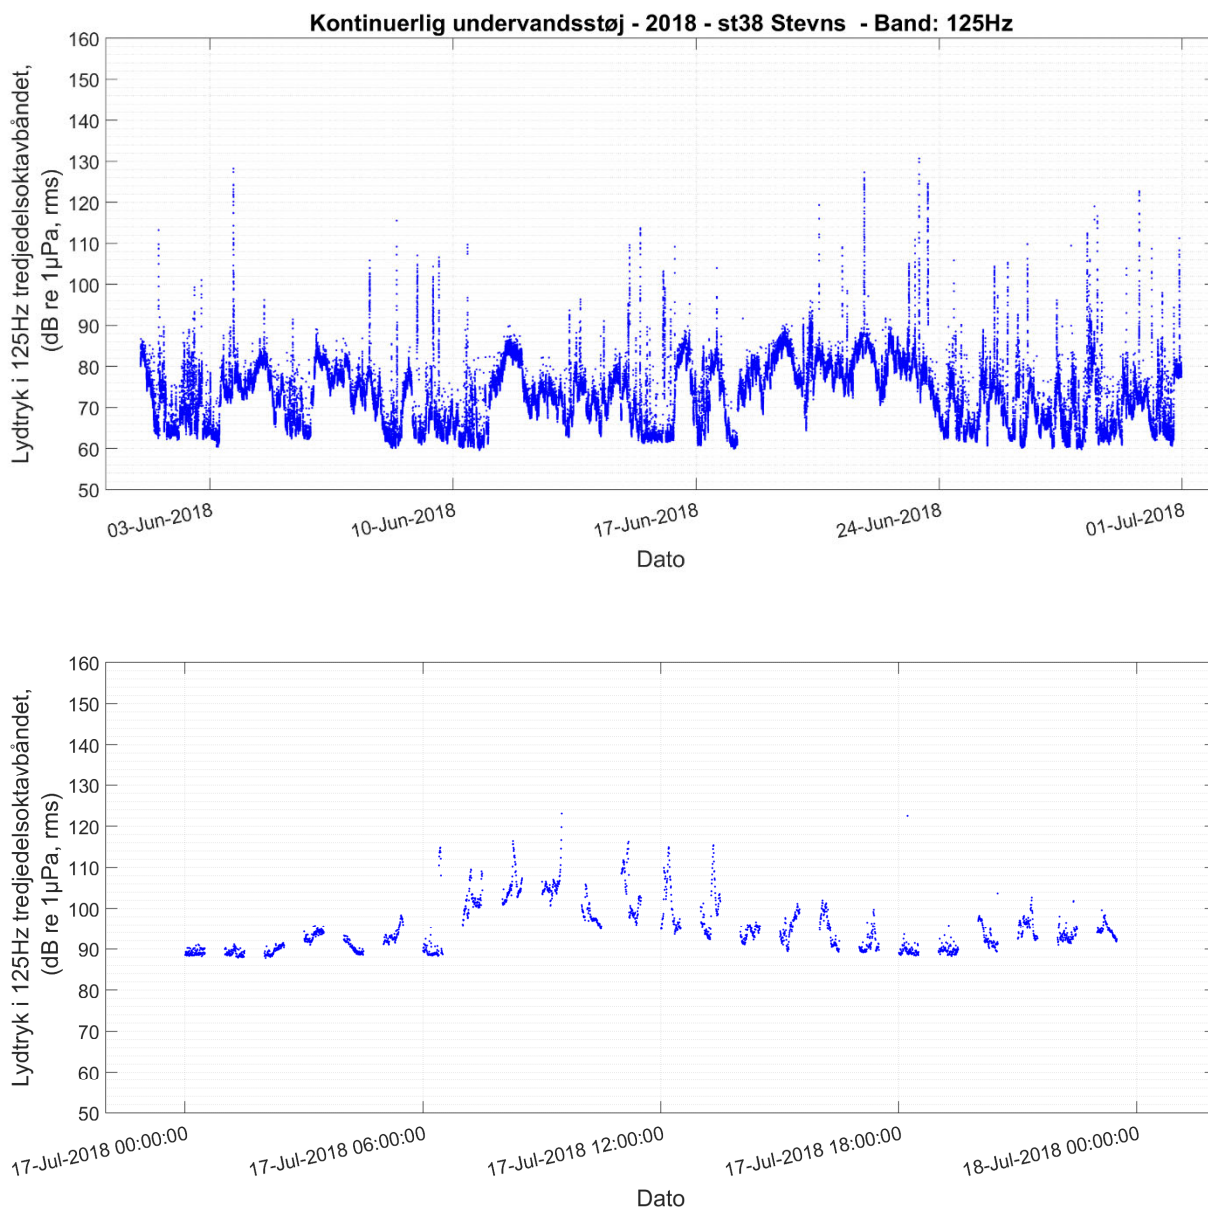 Kontinuerlig undervandsstøj - 2018 - st38 Stevns - Band: 125Hz
Lydtryk i 125Hz tredjedelsoktavbåndet,
(dB re 1µPa, rms)
160
150
140
130
120
110
100
90
80
70
60
50
03-Jun-2018
10-Jun-2018
17-Jun-2018
24-Jun-2018
01-Jul-2018
Dato
Lydtryk i 125Hz tredjedelsoktavbåndet,
(dB re 1µPa, rms)
160
150
140
130
120
110
100
90
80
70
60
50
17-Jul-2018 00:00:00
17-Jul-2018 06:00:00
17-Jul-2018 12:00:00
17-Jul-2018 18:00:00
18-Jul-2018 00:00:00
Dato